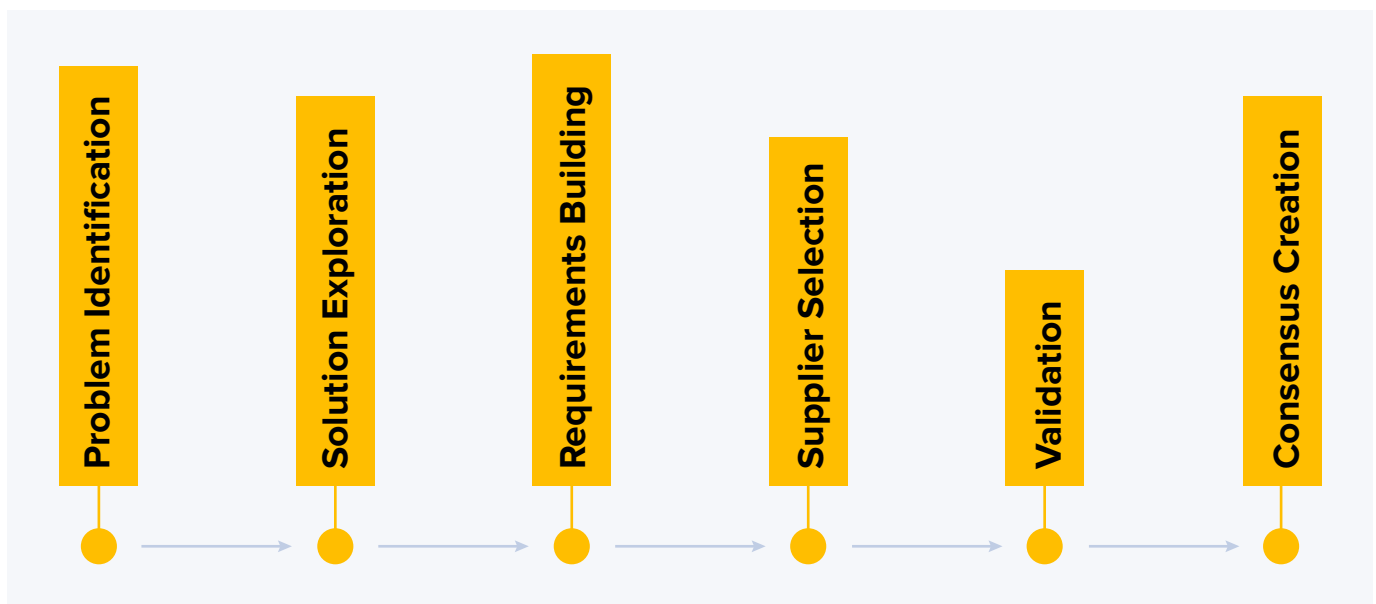 Problem Identification
Solution Exploration
Requirements Building
Supplier Selection
Validation
Consensus Creation